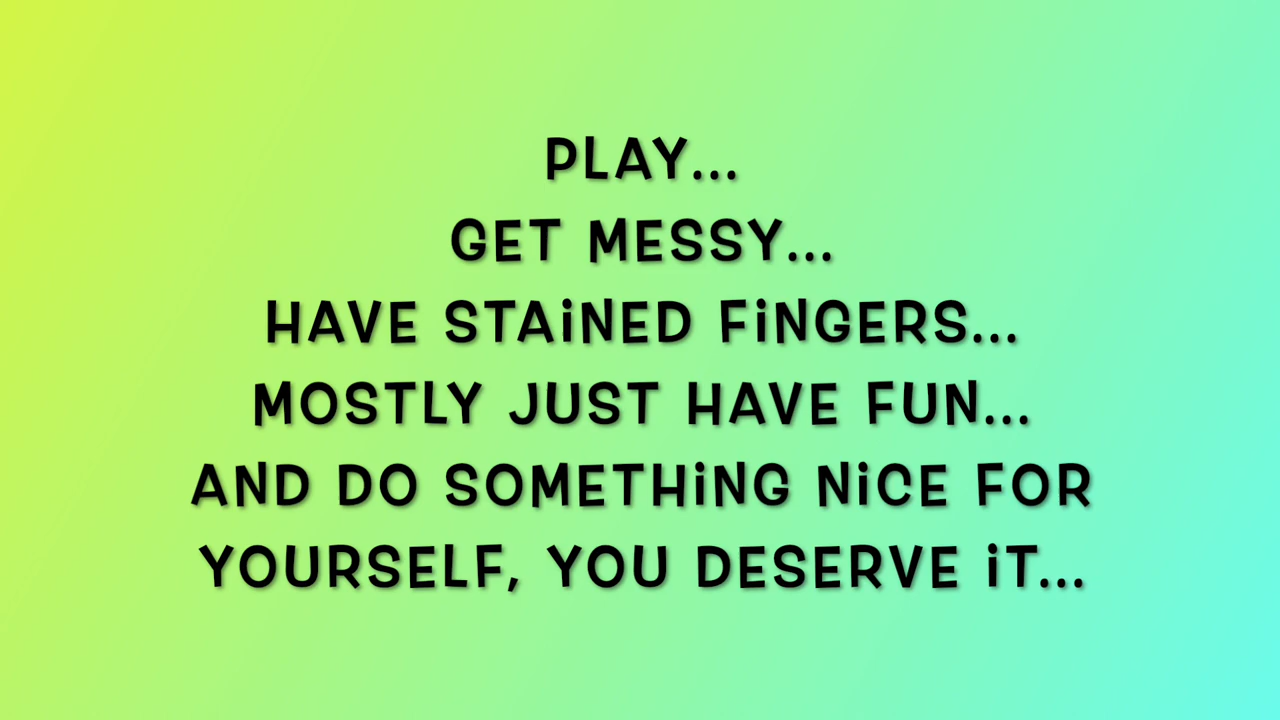 PLAY...
GET MESSY...
HAVE STAiNED FiNGERS...
MOSTLY JUST HAVE FUN...
AND DO SOMETHiNG NiCE FOR
YOURSELF, YOU DESERVE iT...